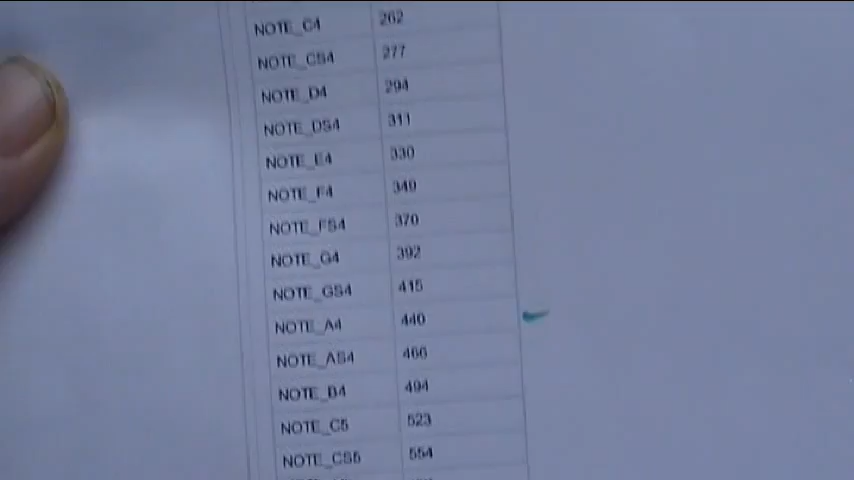 NOTE_C4 262
NOTE_CS4 277
NOTE_D4 294
NOTE_DS4 311
NOTE_E4 330
NOTE_F4 349
NOTE_FS4 370
NOTE_G4 392
NOTE_GS4 415
NOTE_A4 440
NOTE_AS4 466
NOTE_B4 494
NOTE_C5 523
NOTE_CS5 554